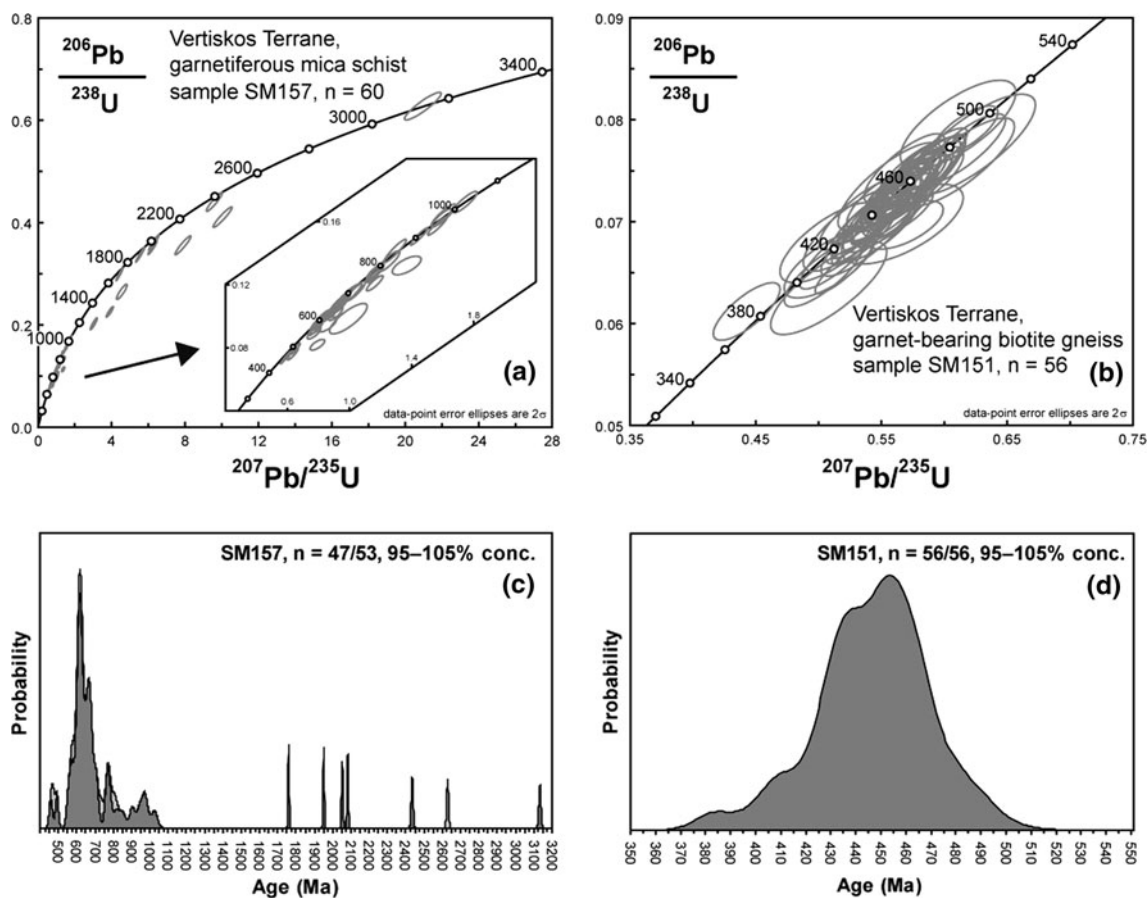 0.8
0.6
0.4
0.2
0.0
206Pb
238U
Vertiskos Terrane,
garnetiferous mica schist
sample SM157, n = 60
3400
3000
2600
2200
1800
1400
1000
0.12
0.16
0.08
1000
800
600
400
0.6
1.0
1.4
1.8
(a)
data-point error ellipses are 2σ
0 4 8 12 16 20 24 28
207Pb/235U
0.09
0.08
0.07
0.06
0.05
206Pb
238U
540
500
460
420
380
340
Vertiskos Terrane,
garnet-bearing biotite gneiss
sample SM151, n = 56
(b)
data-point error ellipses are 2σ
0.35 0.45 0.55 0.65 0.75
207Pb/235U
SM157, n = 47/53, 95–105% conc.
(c)
Probability
500 600 700 800 900 1000 1100 1200 1300 1400 1500 1600 1700 1800 1900 2000 2100 2200 2300 2400 2500 2600 2700 2800 2900 3000 3100 3200
Age (Ma)
SM151, n = 56/56, 95–105% conc.
(d)
Probability
350 360 370 380 390 400 410 420 430 440 450 460 470 480 490 500 510 520 530 540 550
Age (Ma)